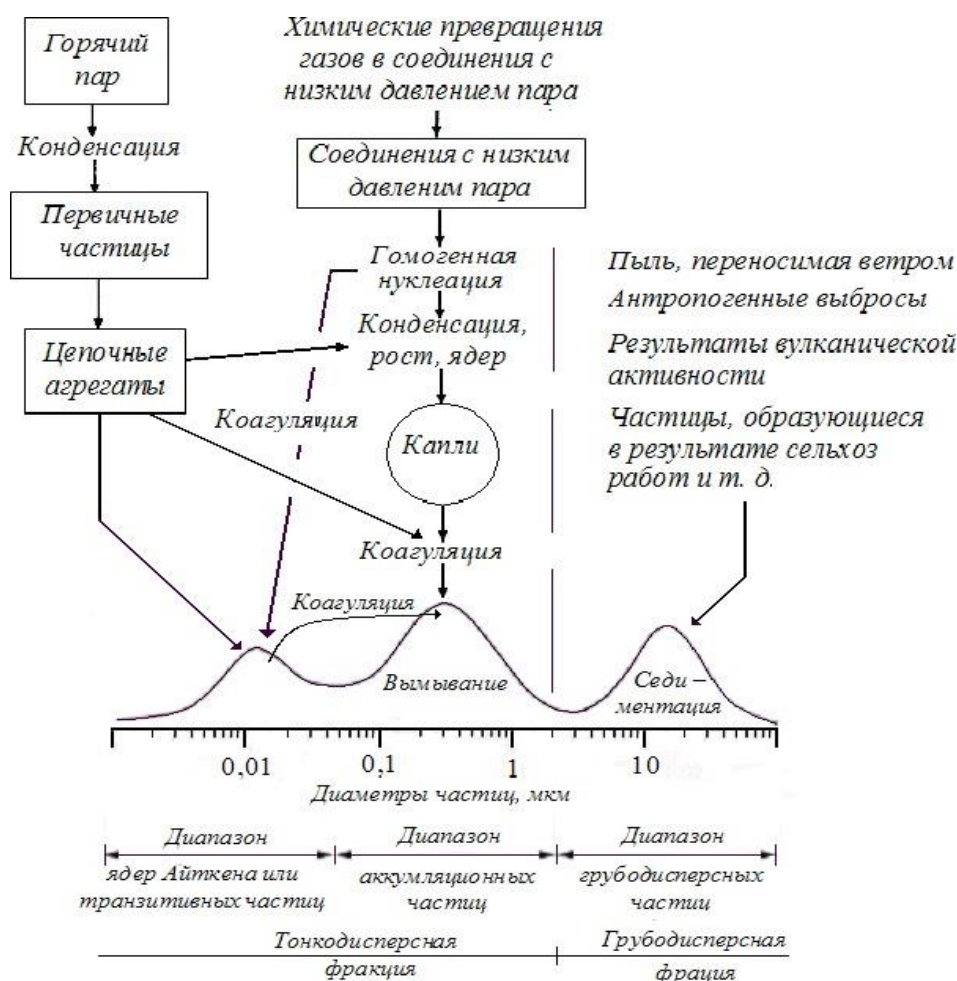 Горячий
пар
Конденсация
Первичные
частицы
Цепочные
агрегаты
Химические превращения
газов в соединения с
низким давлением пара
Соединения с низким
давленим пара
Гомогенная
нуклеация
Конденсация,
рост, ядер
Коагуляция
Капли
Коагуляция
Пыль, переносимая ветром
Антропогенные выбросы
Результаты вулканической
активности
Частицы, образующиеся
в результате сельхоз
работ и т. д.
Коагуляция
Вымывание
Седи –
ментация
0,01 0,1 1 10
Диаметры частиц, мкм
Диапазон
ядер Айткена или
транзитивных частиц
Диапазон
аккумляционных
частиц
Диапазон
грубодисперсных
частиц
Тонкодисперсная
фракция
Грубодисперсная
фрация